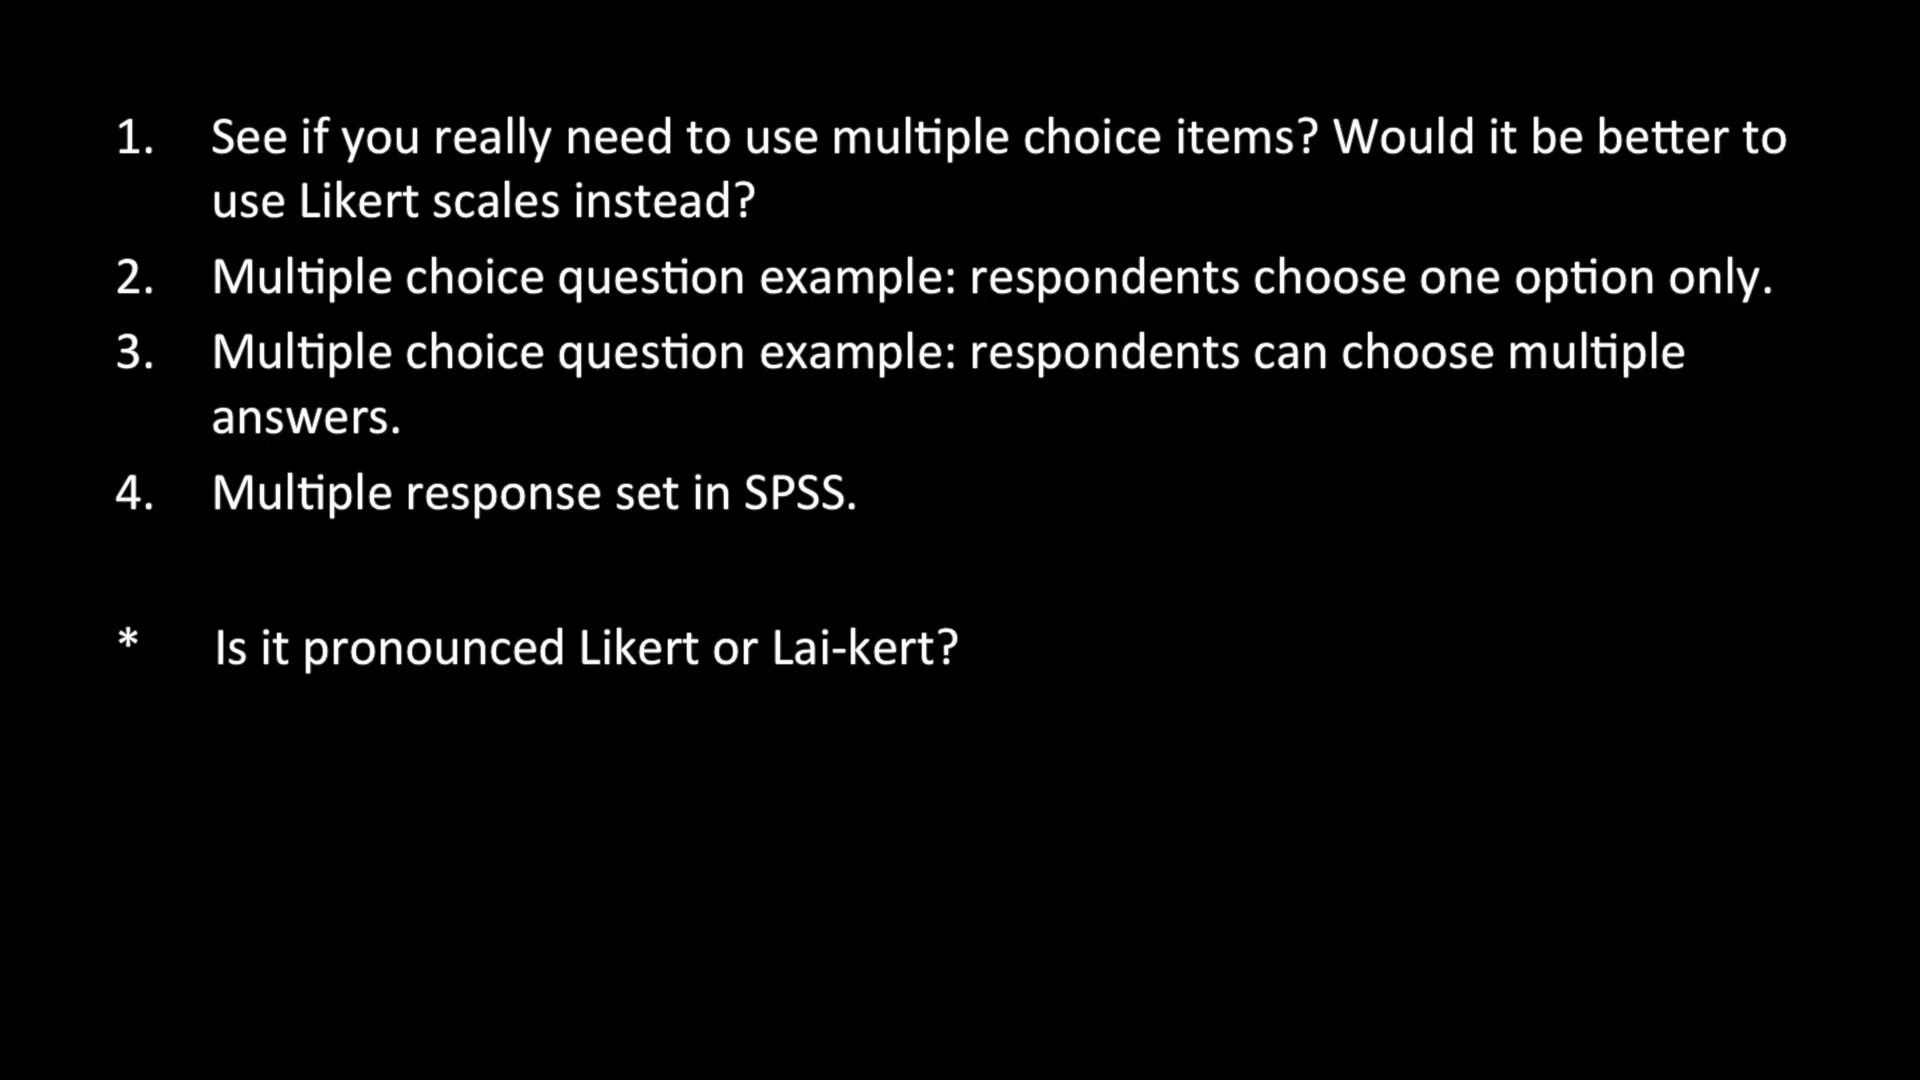 1. See if you really need to use multiple choice items? Would it be better to
use Likert scales instead?
2. Multiple choice question example: respondents choose one option only.
3. Multiple choice question example: respondents can choose multiple
answers.
4. Multiple response set in SPSS.
* Is it pronounced Likert or Lai-kert?